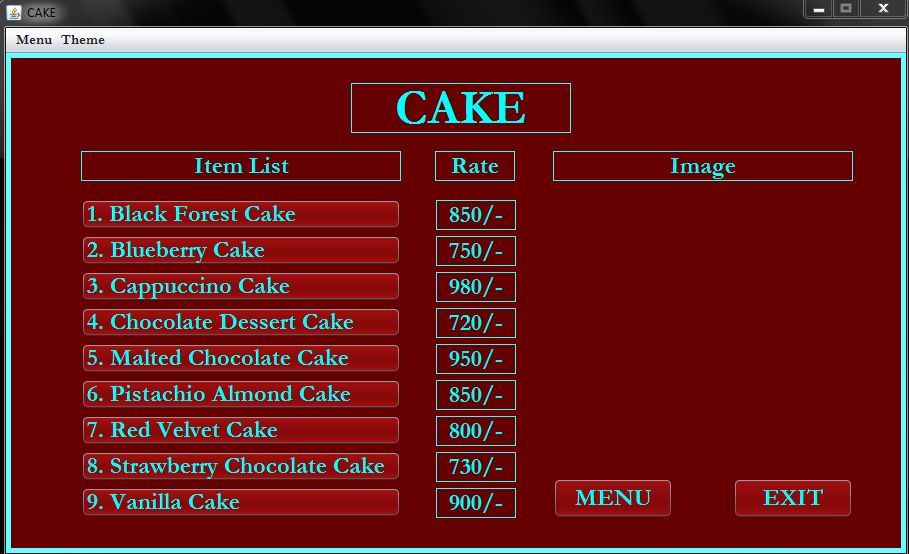 CAKE
Menu Theme
CAKE
Item List Rate Image
1. Black Forest Cake 850/-
2. Blueberry Cake 750/-
3. Cappuccino Cake 980/-
4. Chocolate Dessert Cake 720/-
5. Malted Chocolate Cake 950/-
6. Pistachio Almond Cake 850/-
7. Red Velvet Cake 800/-
8. Strawberry Chocolate Cake 730/-
9. Vanilla Cake 900/- MENU EXIT